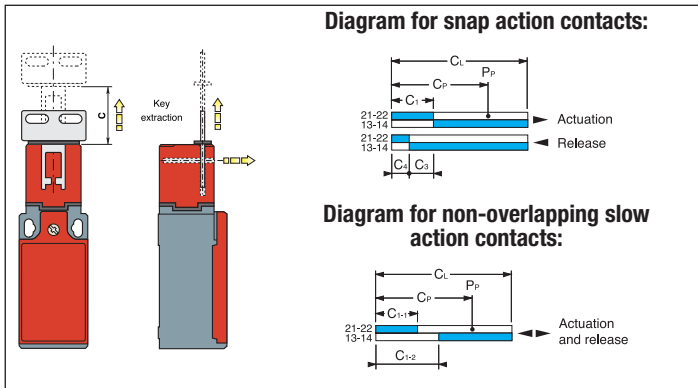 Diagram for snap action contacts:
CL
CP
PP
C1
21-22
13-14
Actuation
21-22
13-14
Release
C4
C3
C
Key
extraction
Diagram for non-overlapping slow
action contacts:
CL
CP
PP
C1-1
21-22
13-14
Actuation
and release
C1-2